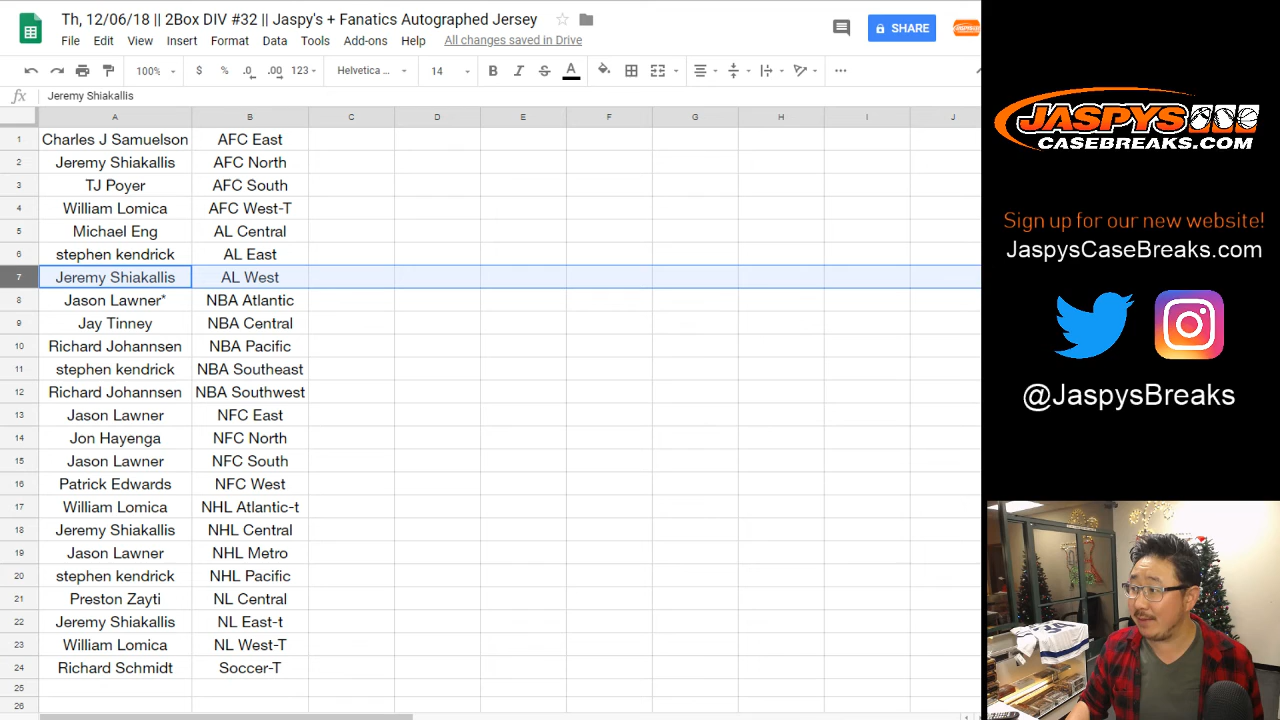 Th, 12/06/18 || 2Box DIV #32 || Jaspy's + Fanatics Autographed Jersey
File Edit View Insert Format Data Tools Add-ons Help All changes saved in Drive
SHARE
100% $ % .0 .00 123 Helvetica ... 14 B I S A
fx Jeremy Shiakallis
A B C D E F G H I J
1 Charles J Samuelson AFC East
2 Jeremy Shiakallis AFC North
3 TJ Poyer AFC South
4 William Lomica AFC West-T
5 Michael Eng AL Central
6 stephen kendrick AL East
7 Jeremy Shiakallis AL West
8 Jason Lawner* NBA Atlantic
9 Jay Tinney NBA Central
10 Richard Johannsen NBA Pacific
11 stephen kendrick NBA Southeast
12 Richard Johannsen NBA Southwest
13 Jason Lawner NFC East
14 Jon Hayenga NFC North
15 Jason Lawner NFC South
16 Patrick Edwards NFC West
17 William Lomica NHL Atlantic-t
18 Jeremy Shiakallis NHL Central
19 Jason Lawner NHL Metro
20 stephen kendrick NHL Pacific
21 Preston Zayti NL Central
22 Jeremy Shiakallis NL East-t
23 William Lomica NL West-T
24 Richard Schmidt Soccer-T
25
26
JASPYS
CASEBREAKS.COM
Sign up for our new website!
JaspysCaseBreaks.com
@JaspysBreaks
34